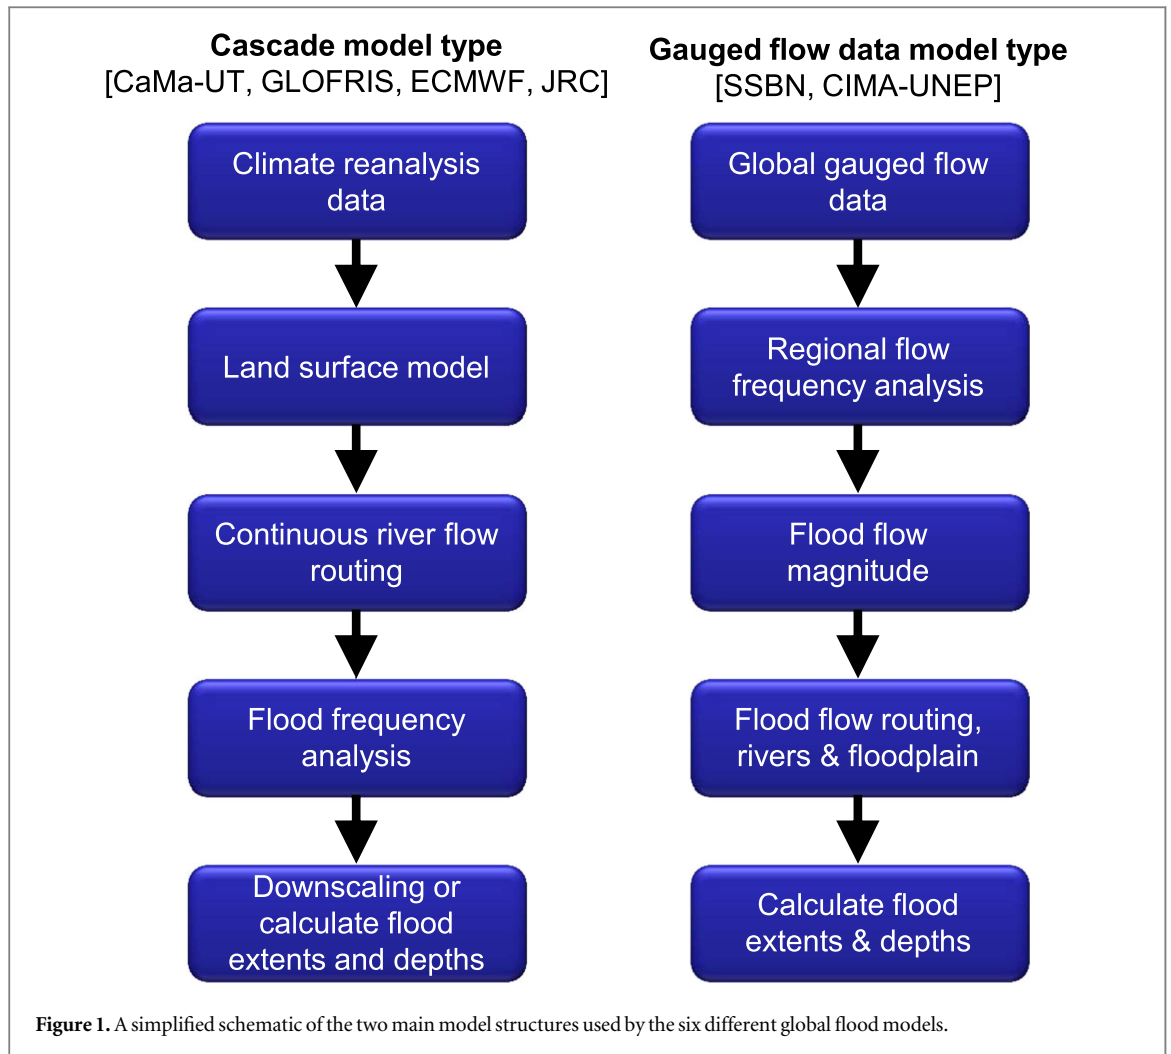 Cascade model type
[CaMa-UT, GLOFRIS, ECMWF, JRC]
Climate reanalysis
data
Land surface model
Continuous river flow
routing
Flood frequency
analysis
Downscaling or
calculate flood
extents and depths
Gauged flow data model type
[SSBN, CIMA-UNEP]
Global gauged flow
data
Regional flow
frequency analysis
Flood flow
magnitude
Flood flow routing,
rivers & floodplain
Calculate flood
extents & depths
Figure 1. A simplified schematic of the two main model structures used by the six different global flood models.